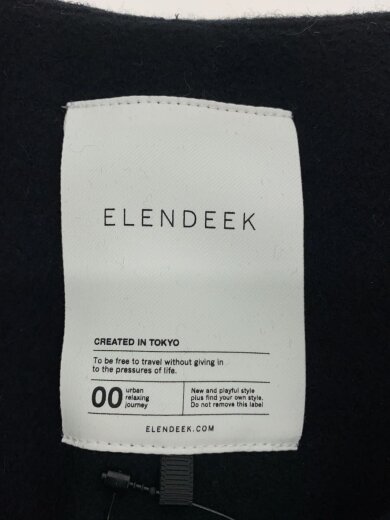 ELENDEEK
CREATED IN TOKYO
To be free to travel without giving in
to the pressures of life.
00
urban
relaxing
journey
New and playful style
plus find your own style.
Do not remove this label
ELENDEEK.COM